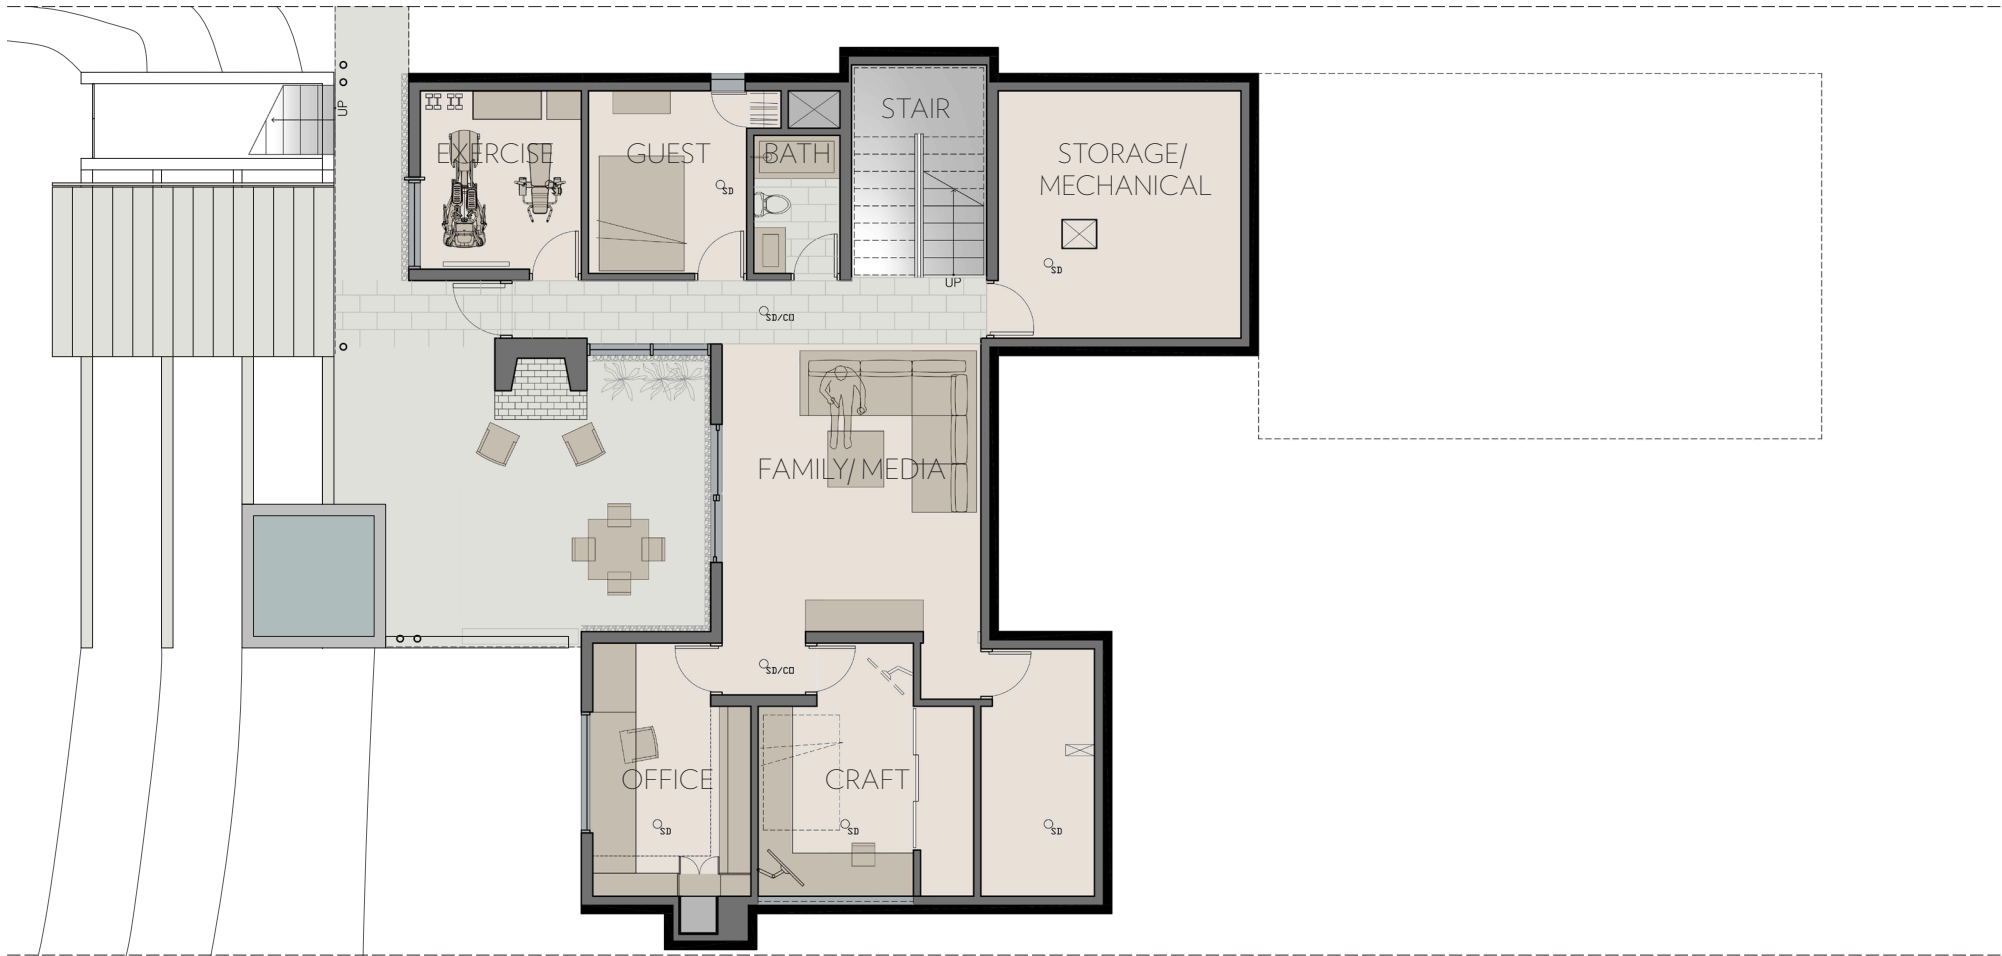 STAIR
UP
EXERCISE
GUEST
BATH
STORAGE/
MECHANICAL
SD
SD
SD
UP
SD/CO
FAMILY/MEDIA
SD/CO
OFFICE
CRAFT
SD
SD
SD